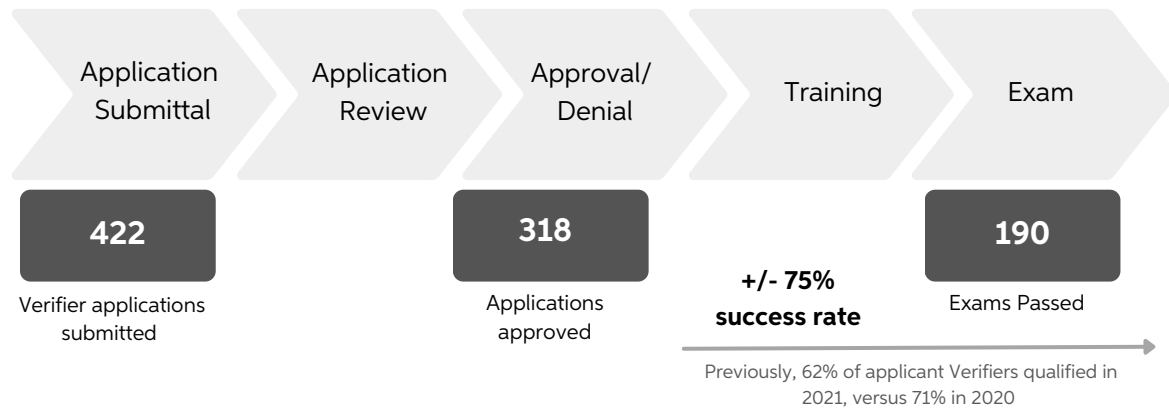 Application
Submittal
Application
Review
Approval/
Denial
Training
Exam
422
318
190
Verifier applications
submitted
Applications
approved
+/- 75%
success rate
Exams Passed
Previously, 62% of applicant Verifiers qualified in
2021, versus 71% in 2020